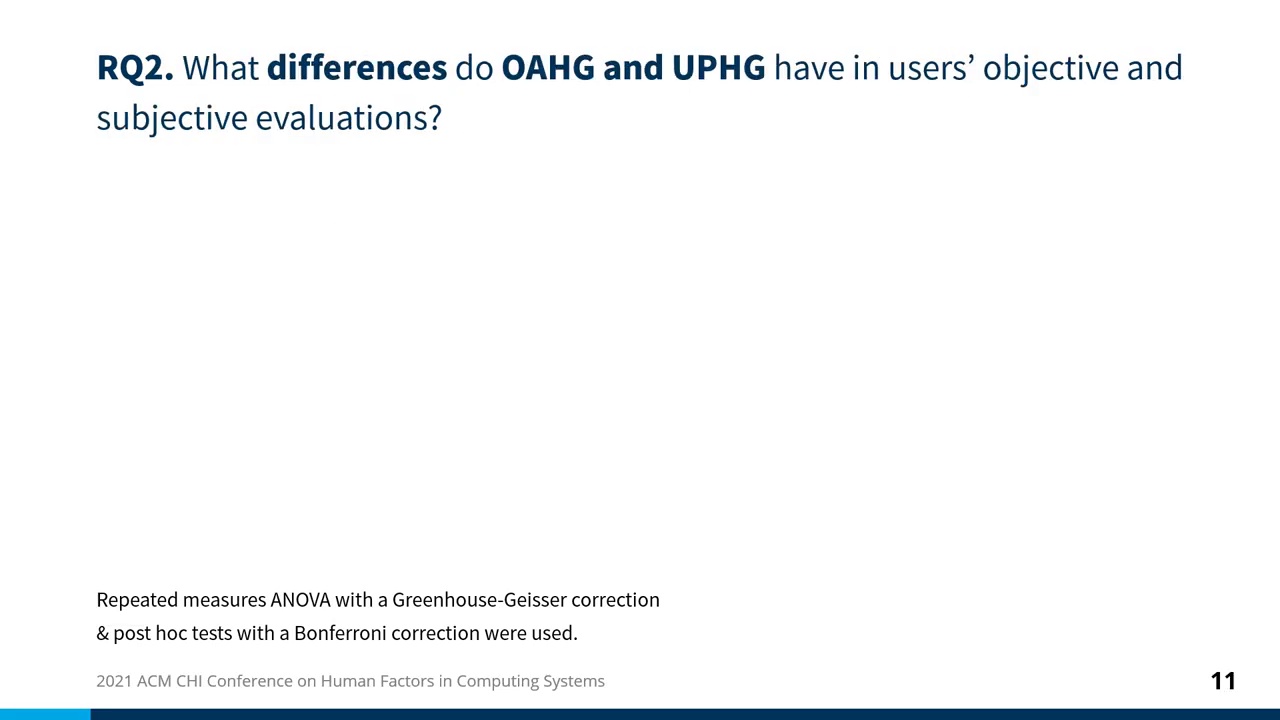 RQ2. What differences do OAHG and UPHG have in users’ objective and
subjective evaluations?
Repeated measures ANOVA with a Greenhouse-Geisser correction
& post hoc tests with a Bonferroni correction were used.
2021 ACM CHI Conference on Human Factors in Computing Systems
11